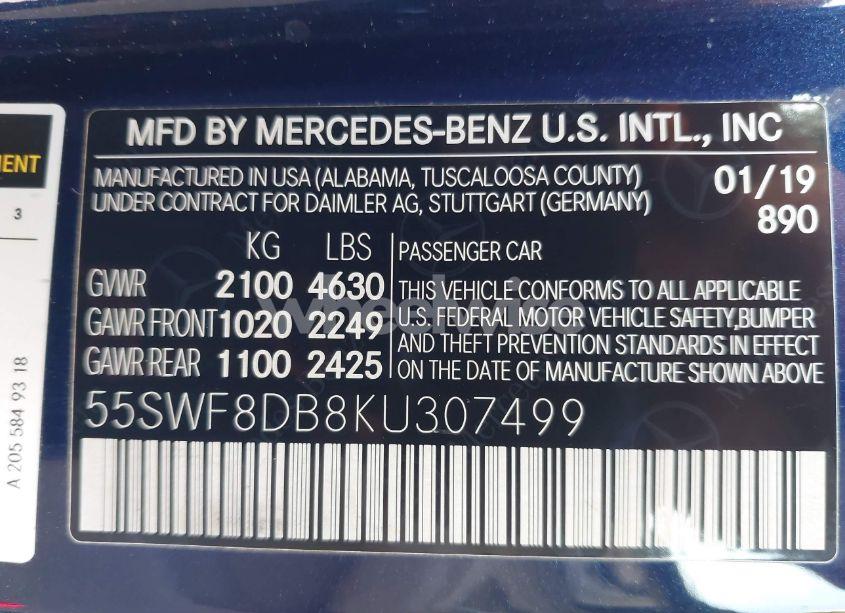 MFD BY MERCEDES-BENZ U.S. INTL., INC
MANUFACTURED IN USA (ALABAMA, TUSCALOOSA COUNTY) 01/19
UNDER CONTRACT FOR DAIMLER AG, STUTTGART (GERMANY) 890
KG LBS
GVWR 2100 4630
GAWR FRONT 1020 2249
GAWR REAR 1100 2425
PASSENGER CAR
THIS VEHICLE CONFORMS TO ALL APPLICABLE
U.S. FEDERAL MOTOR VEHICLE SAFETY,BUMPER
AND THEFT PREVENTION STANDARDS IN EFFECT
ON THE DATE OF MANUFACTURE SHOWN ABOVE
55SWF8DB8KU307499
MENT
3
A 205 584 93 18